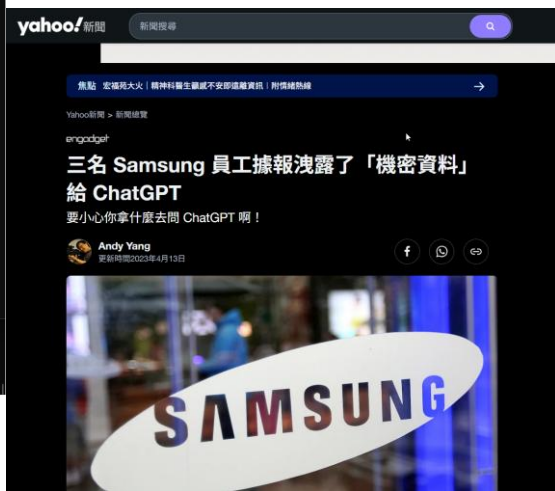 yahoo!新聞
新聞搜尋
焦點 宏福苑大火｜精神科醫生籲感不安即遠離資訊｜附情緒熱線
Yahoo新聞 > 新聞總覽
engadget
三名 Samsung 員工據報洩露了「機密資料」
給 ChatGPT
要小心你拿什麼去問 ChatGPT 啊！
Andy Yang
更新時間2023年4月13日
SAMSUNG